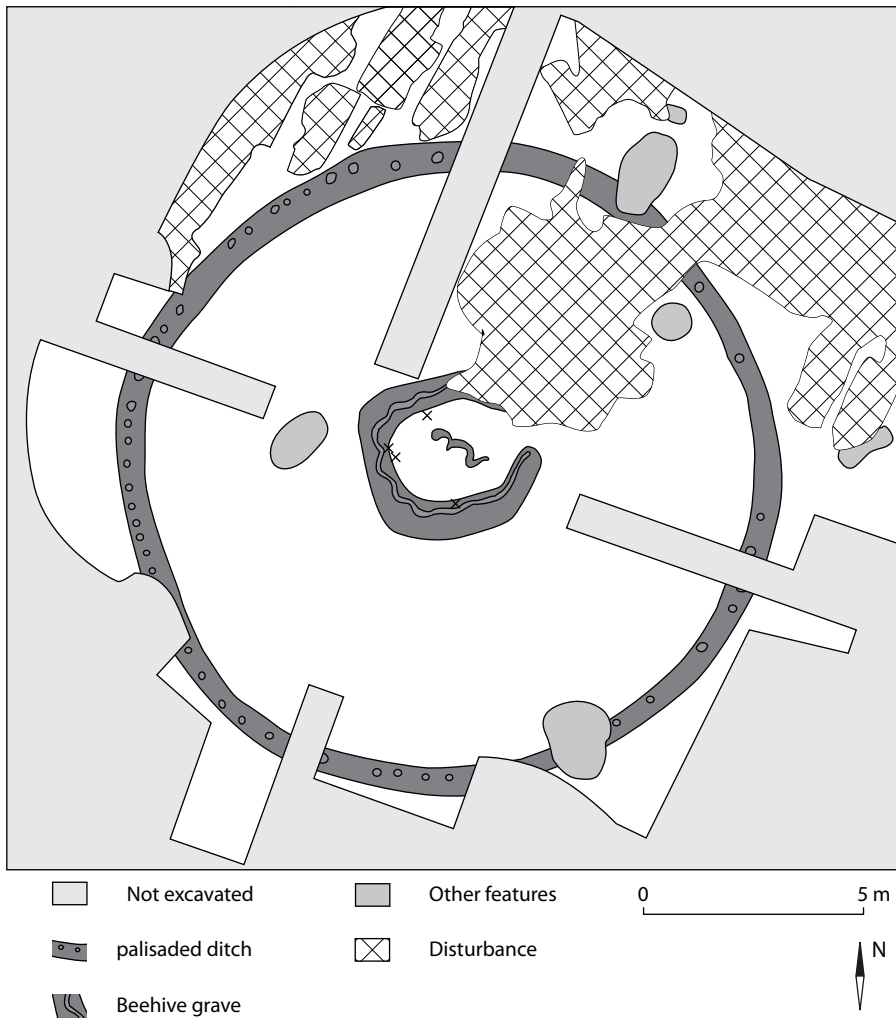 Not excavated
Other features
0 5 m
palisaded ditch
Disturbance
N
Beehive grave